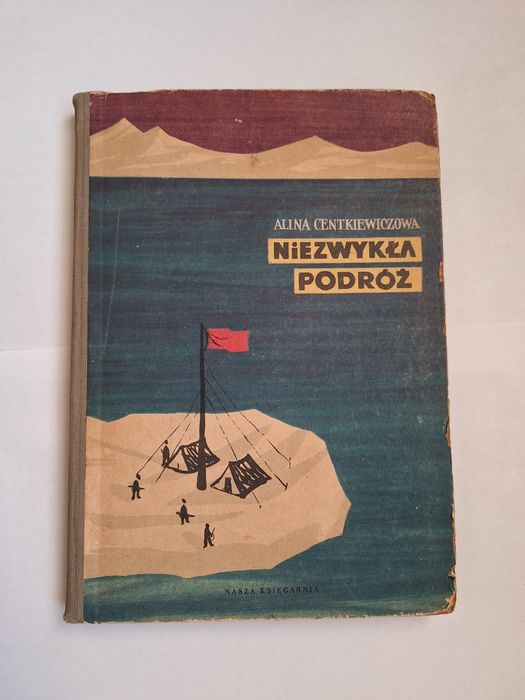 ALINA CENTKIEWICZOWA
NiEZWYKŁA
PODRÓŻ
NASZA KSIĘGARNIA